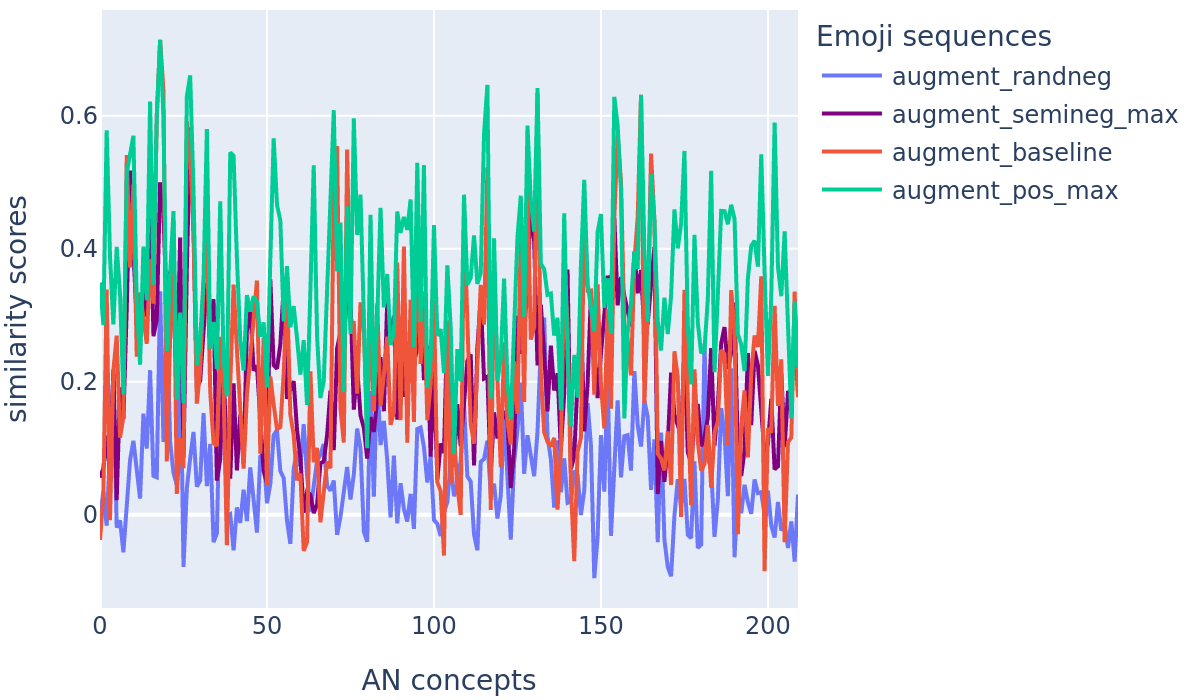 Emoji sequences
augment_randneg
augment_semineg_max
augment_baseline
augment_pos_max
similarity scores
0.6
0.4
0.2
0
0
50
100
150
200
AN concepts